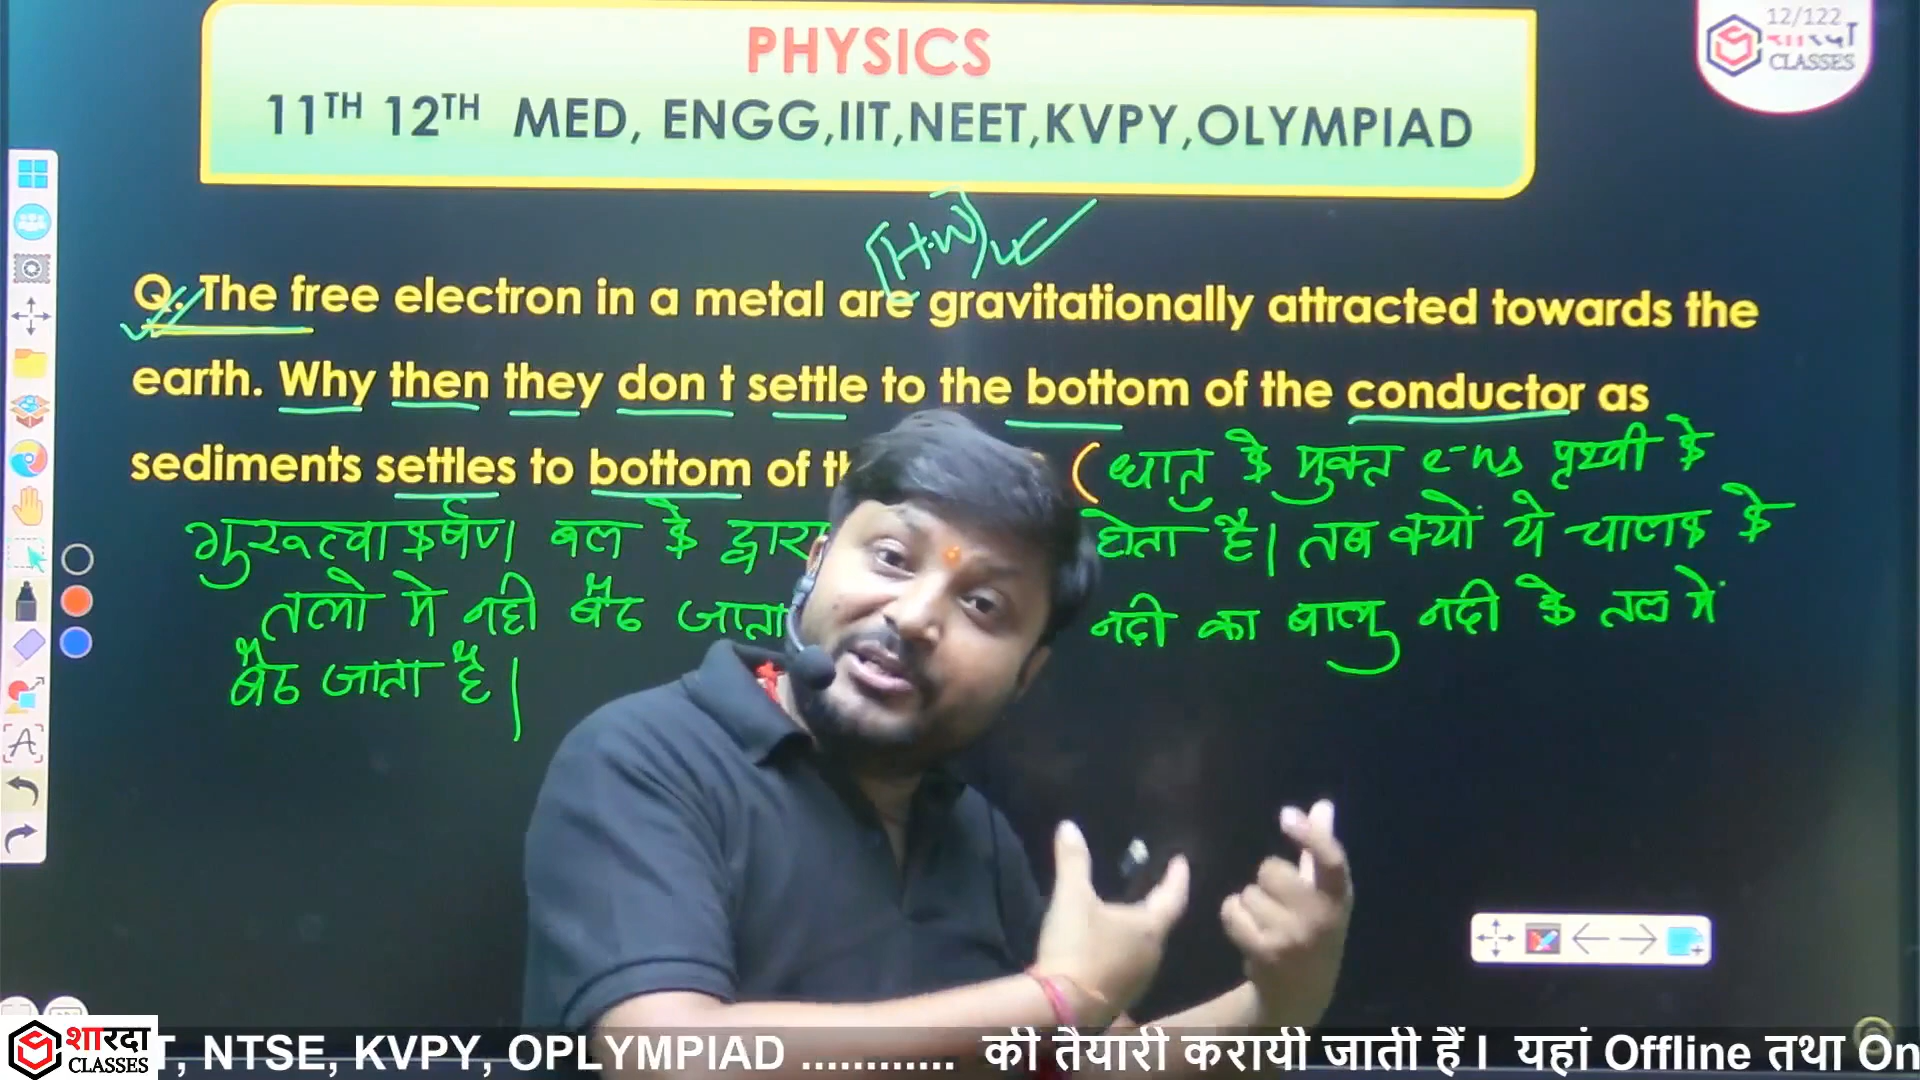 PHYSICS
11TH 12TH MED, ENGG,IIT,NEET,KVPY,OLYMPIAD
12/122
शारदा
CLASSES
[H.W]
Q. The free electron in a metal are gravitationally attracted towards the
earth. Why then they don t settle to the bottom of the conductor as
sediments settles to bottom of th
(धातु के मुक्त e-ns पृथ्वी के
गुरूत्वाकर्षण बल के द्वारा होता है। तब क्यों ये चालक के
तलो मे नही बैठ जाता नदी का बालु नदी के तल में
बैठ जाता है।
शारदा
CLASSES
T, NTSE, KVPY, OPLYMPIAD ............ की तैयारी करायी जाती हैं। यहां Offline तथा On